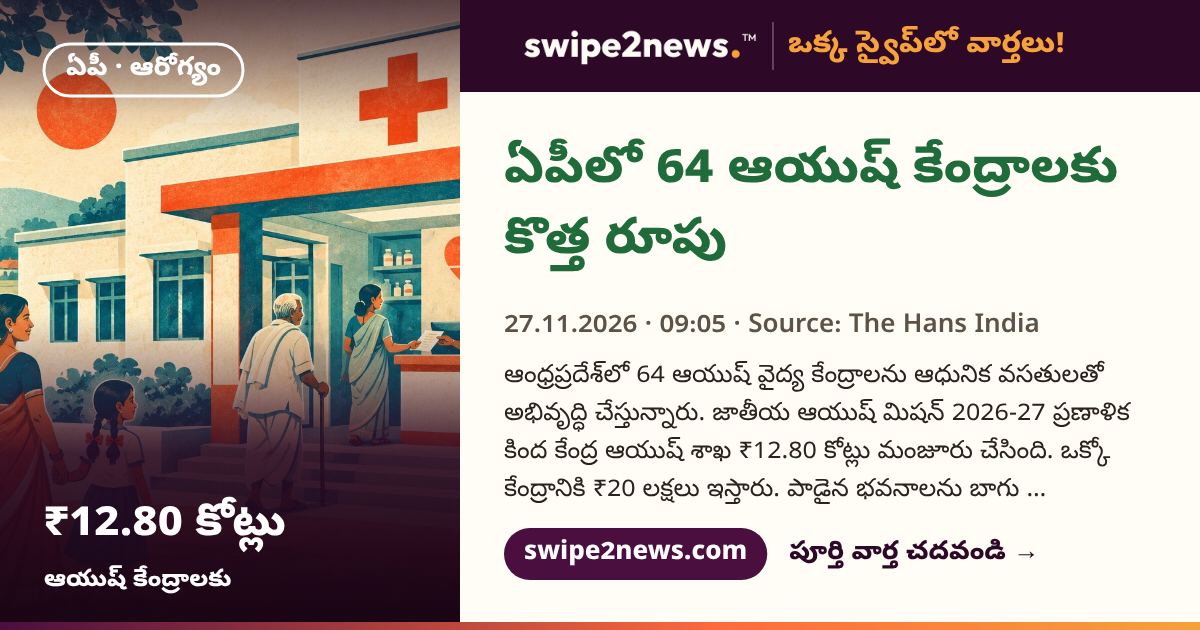 ఏపీ · ఆరోగ్యం
₹12.80 కోట్లు
ఆయుష్ కేంద్రాలకు
swipe2news.™ ఒక్క స్వైప్‌లో వార్తలు!
ఏపీలో 64 ఆయుష్ కేంద్రాలకు
కొత్త రూపు
27.11.2026 · 09:05 · Source: The Hans India
ఆంధ్రప్రదేశ్‌లో 64 ఆయుష్ వైద్య కేంద్రాలను ఆధునిక వసతులతో
అభివృద్ధి చేస్తున్నారు. జాతీయ ఆయుష్ మిషన్ 2026-27 ప్రణాళిక
కింద కేంద్ర ఆయుష్ శాఖ ₹12.80 కోట్లు మంజూరు చేసింది. ఒక్కో
కేంద్రానికి ₹20 లక్షలు ఇస్తారు. పాడైన భవనాలను బాగు ...
swipe2news.com పూర్తి వార్త చదవండి →